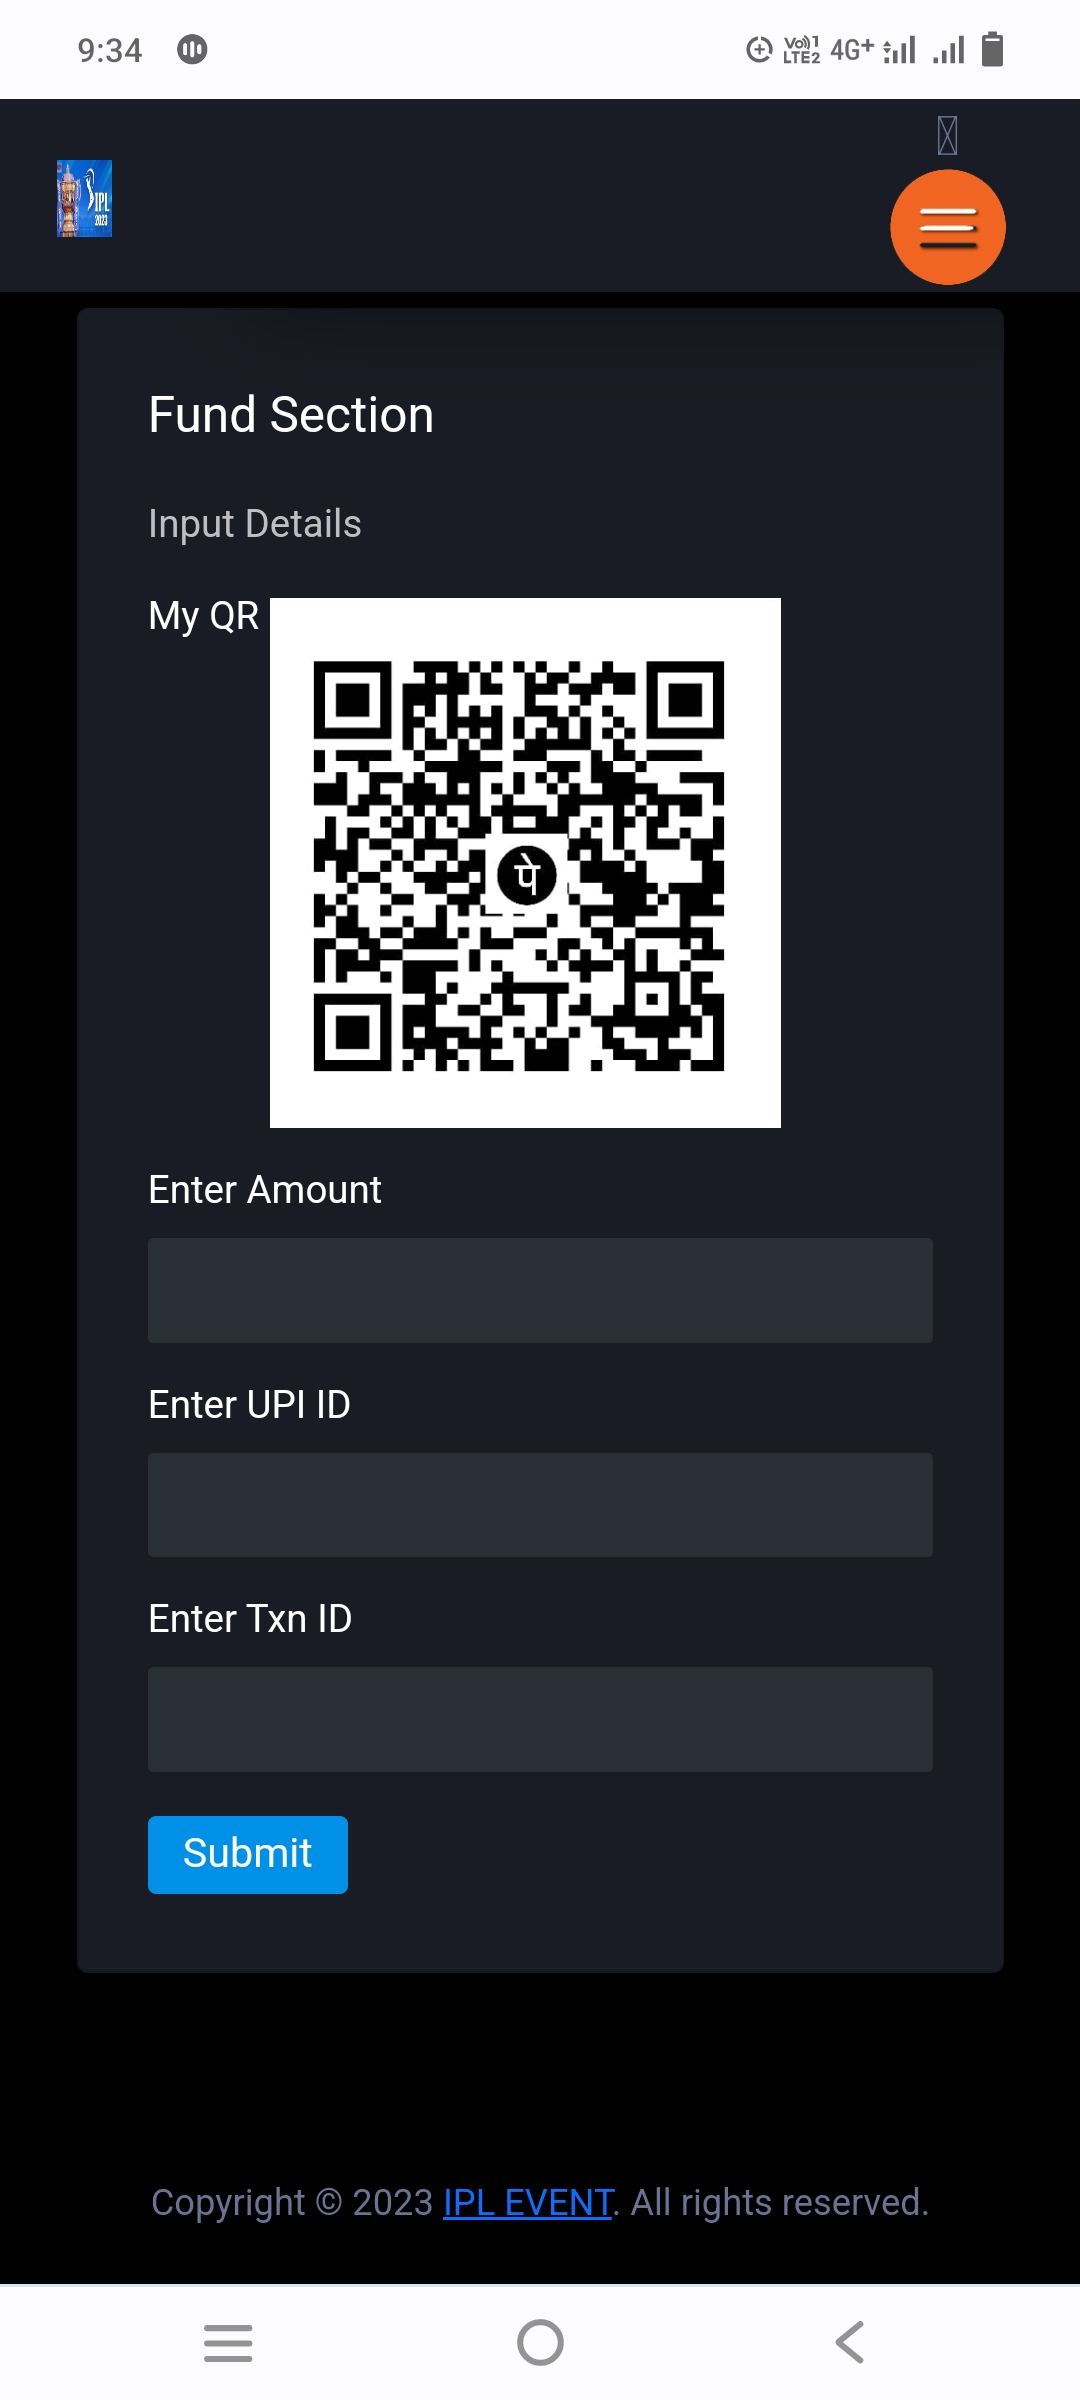 9:34
Vo) 1
LTE2
4G+
IPL
2023
Fund Section
Input Details
My QR
पे
Enter Amount
Enter UPI ID
Enter Txn ID
Submit
Copyright © 2023 IPL EVENT. All rights reserved.